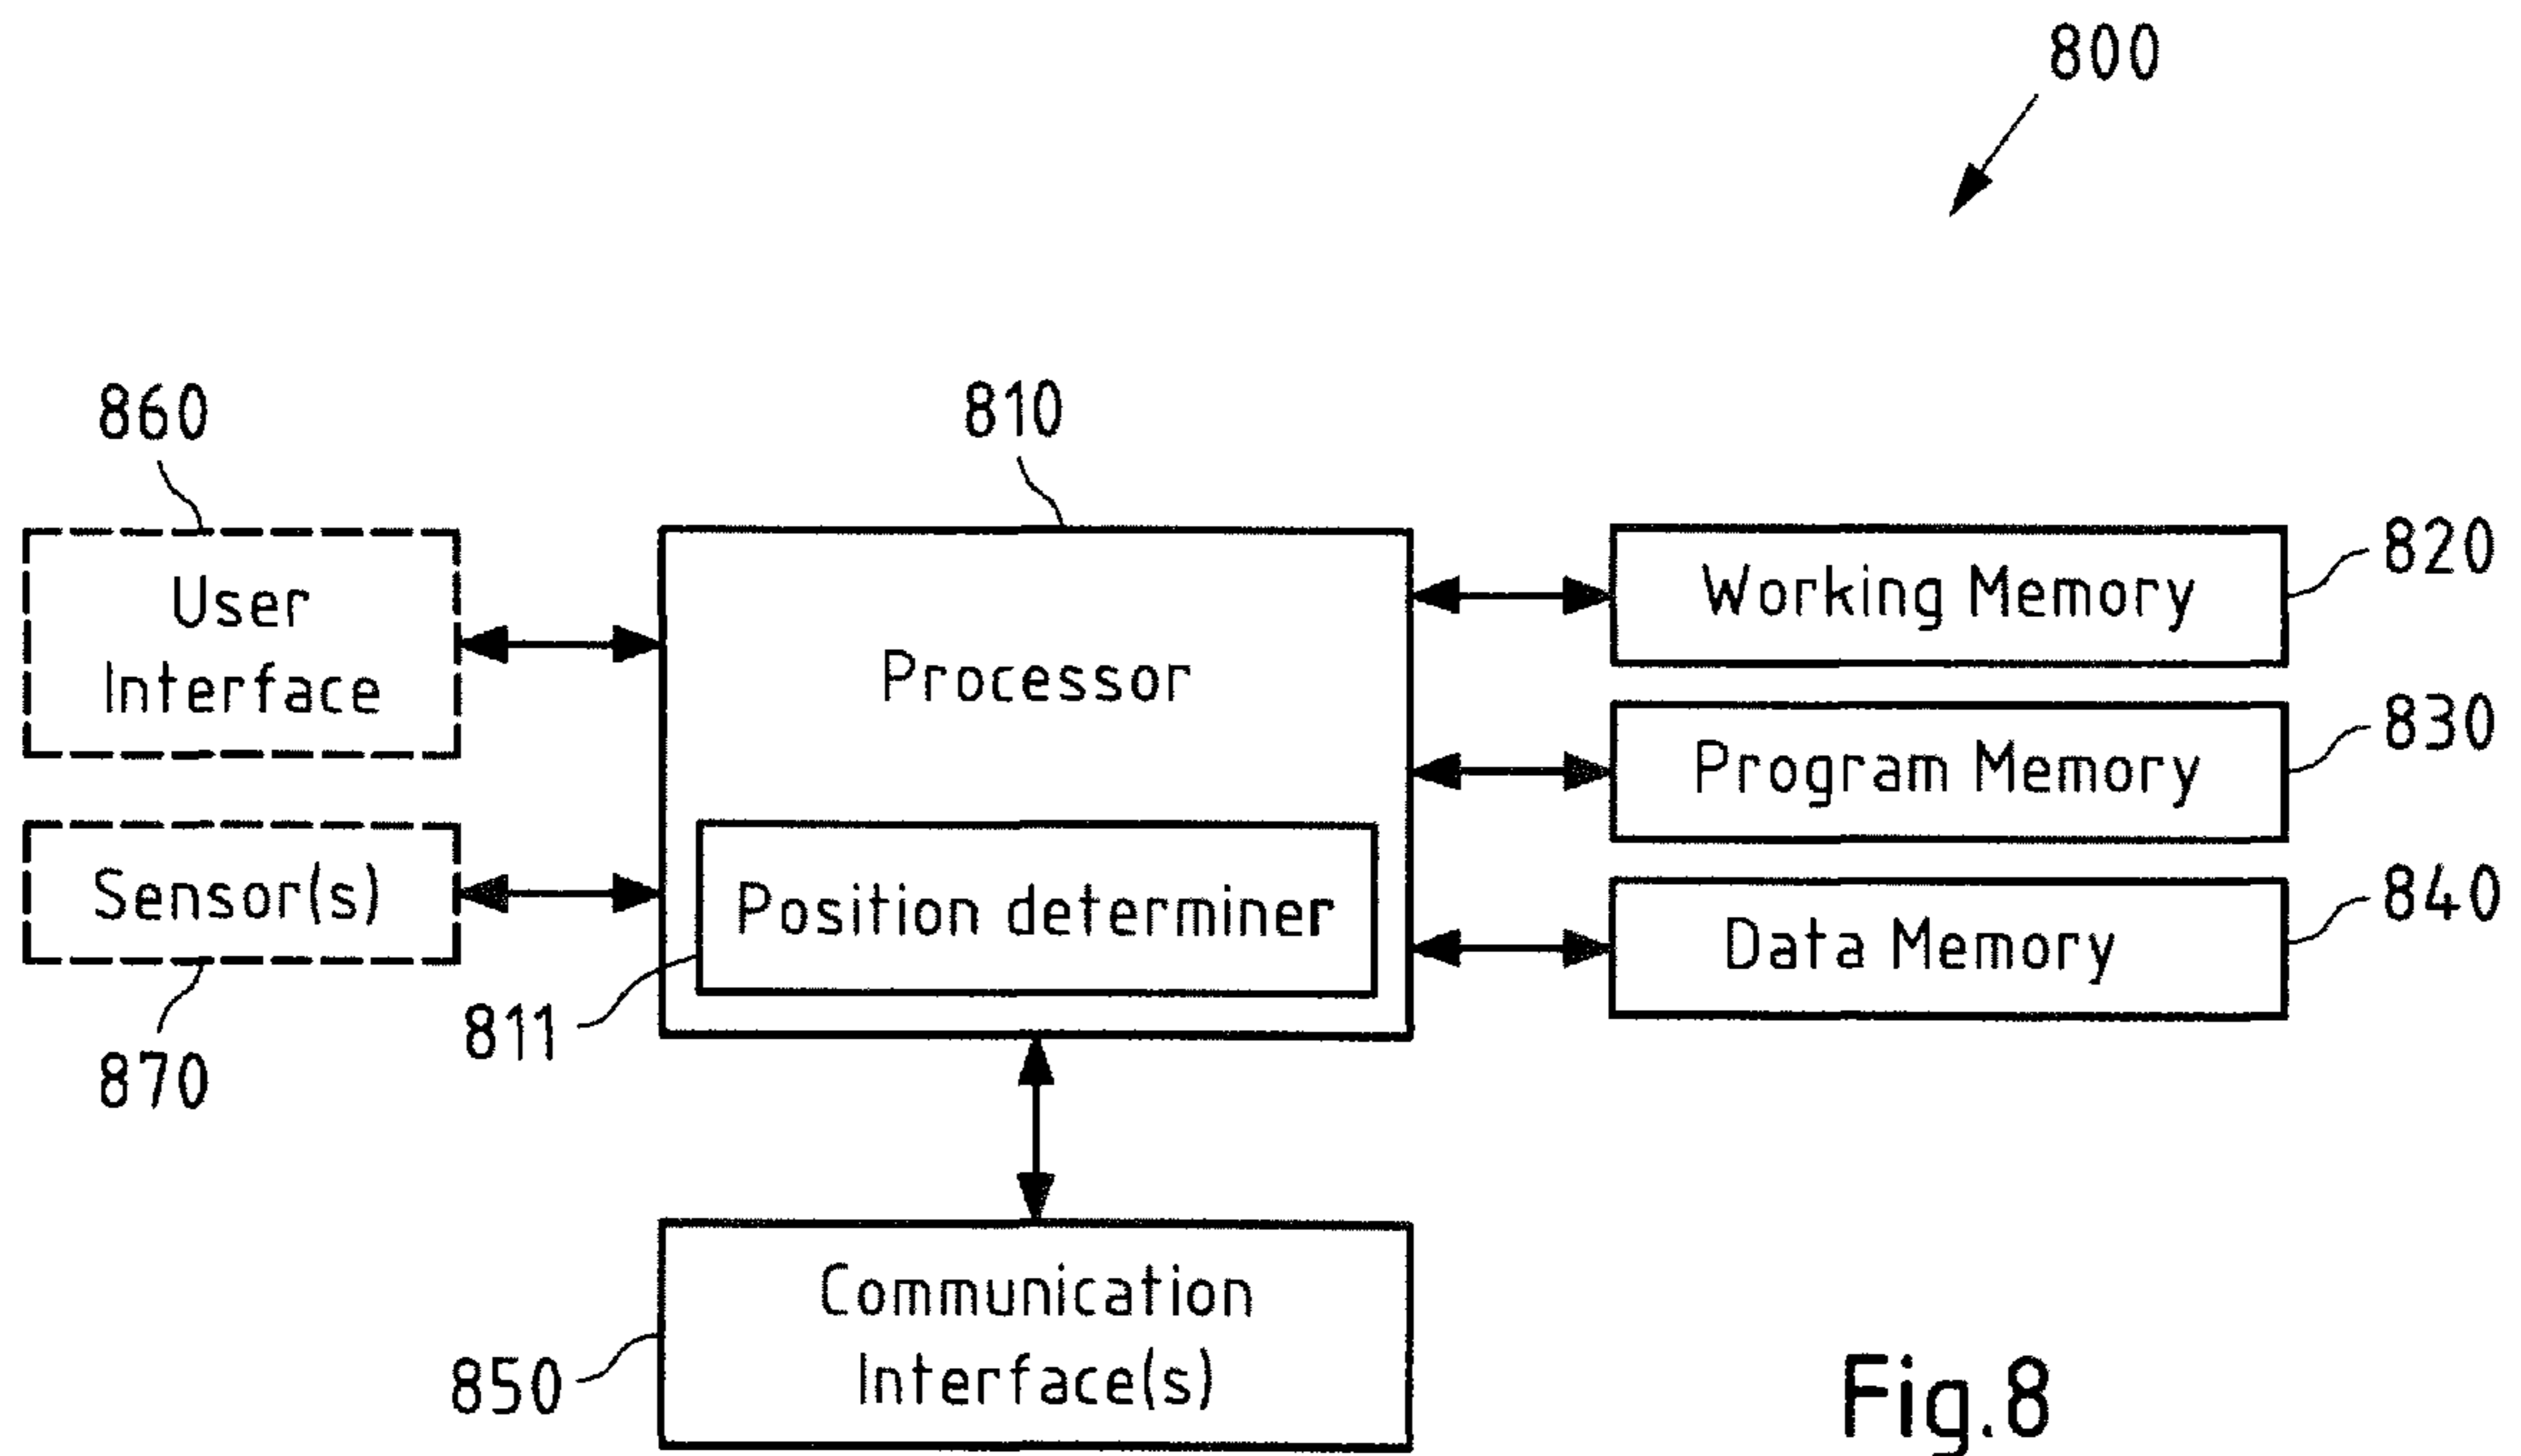 800
860
810
User
Interface
Processor
Working Memory
820
Program Memory
830
Sensor(s)
Position determiner
Data Memory
840
811
870
Communication
Interface(s)
850
Fig.8